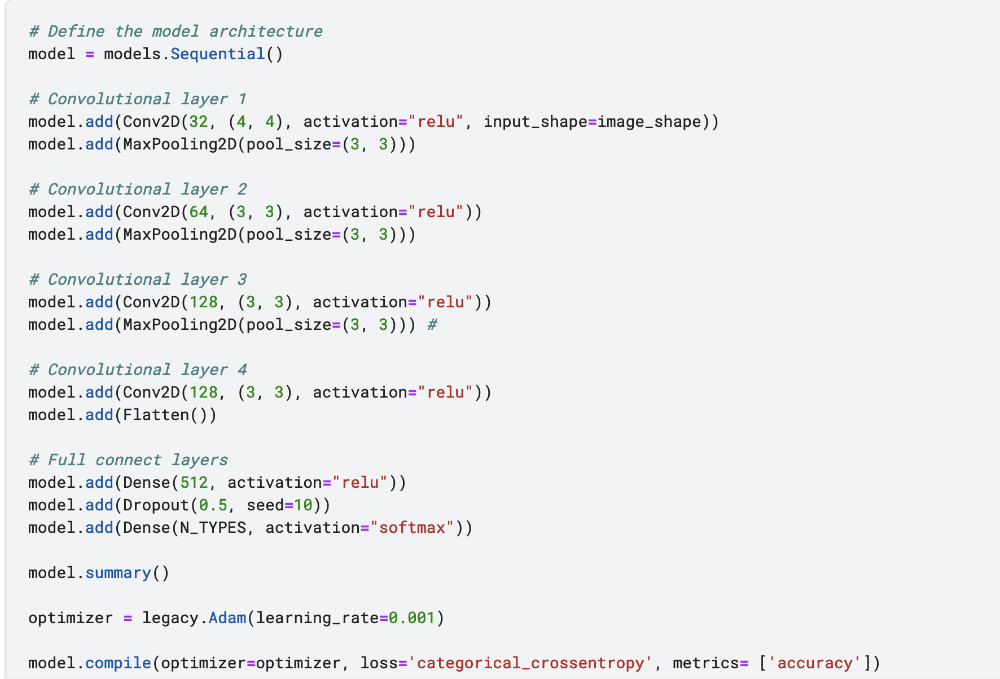 # Define the model architecture
model = models.Sequential()
# Convolutional layer 1
model.add(Conv2D(32, (4, 4), activation="relu", input_shape=image_shape))
model.add(MaxPooling2D(pool_size=(3, 3)))
# Convolutional layer 2
model.add(Conv2D(64, (3, 3), activation="relu"))
model.add(MaxPooling2D(pool_size=(3, 3)))
# Convolutional layer 3
model.add(Conv2D(128, (3, 3), activation="relu"))
model.add(MaxPooling2D(pool_size=(3, 3))) #
# Convolutional layer 4
model.add(Conv2D(128, (3, 3), activation="relu"))
model.add(Flatten())
# Full connect layers
model.add(Dense(512, activation="relu"))
model.add(Dropout(0.5, seed=10))
model.add(Dense(N_TYPES, activation="softmax"))
model.summary()
optimizer = legacy.Adam(learning_rate=0.001)
model.compile(optimizer=optimizer, loss='categorical_crossentropy', metrics= ['accuracy'])